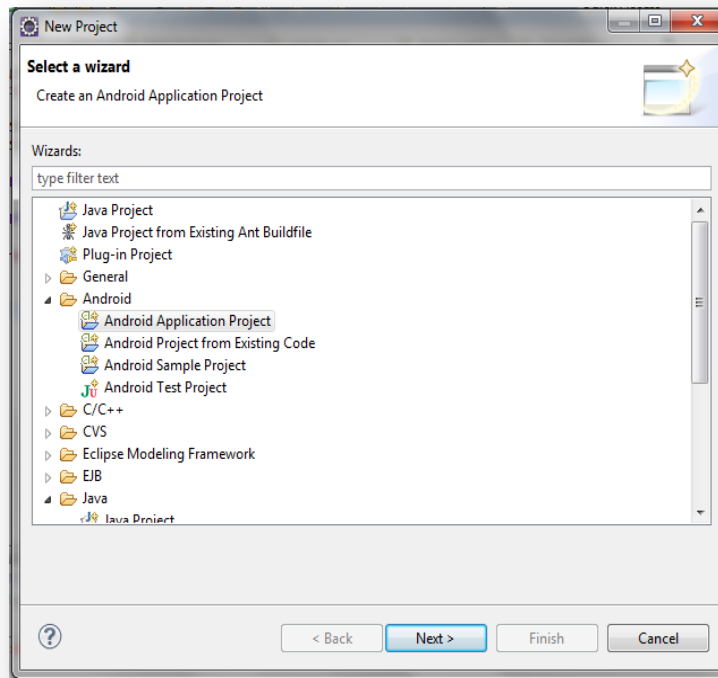 New Project
Select a wizard
Create an Android Application Project
Wizards:
type filter text
Java Project
Java Project from Existing Ant Buildfile
Plug-in Project
General
Android
Android Application Project
Android Project from Existing Code
Android Sample Project
Android Test Project
C/C++
CVS
Eclipse Modeling Framework
EJB
Java
Java Project
< Back Next > Finish Cancel